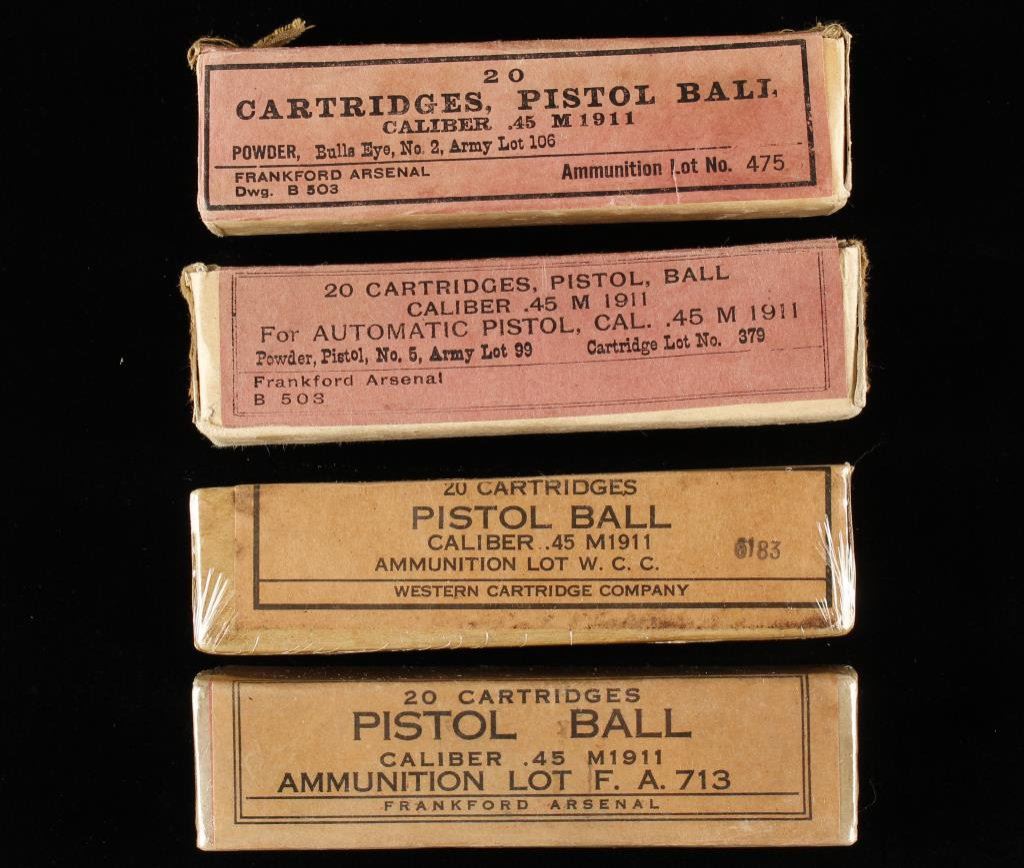 20
CARTRIDGES, PISTOL BALL
CALIBER .45 M 1911
POWDER, Bulls Eye, No. 2, Army Lot 106
FRANKFORD ARSENAL Ammunition Lot No. 475
Dwg. B 503
20 CARTRIDGES, PISTOL, BALL
CALIBER .45 M 1911
For AUTOMATIC PISTOL, CAL. .45 M 1911
Powder, Pistol, No. 5, Army Lot 99 Cartridge Lot No. 379
Frankford Arsenal
B 503
20 CARTRIDGES
PISTOL BALL
CALIBER .45 M1911
AMMUNITION LOT W. C. C. 6183
WESTERN CARTRIDGE COMPANY
20 CARTRIDGES
PISTOL BALL
CALIBER .45 M1911
AMMUNITION LOT F. A. 713
FRANKFORD ARSENAL